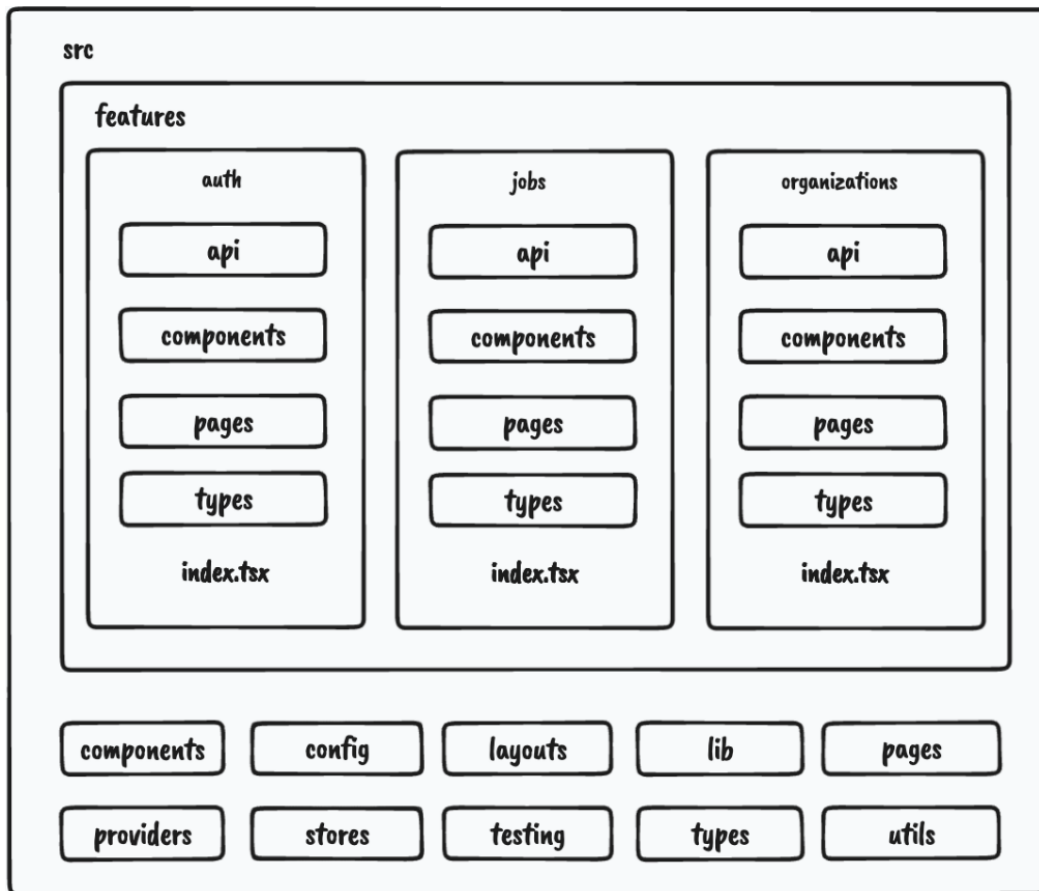 src
features
auth
api
components
pages
types
index.tsx
jobs
api
components
pages
types
index.tsx
organizations
api
components
pages
types
index.tsx
components
config
layouts
lib
pages
providers
stores
testing
types
utils